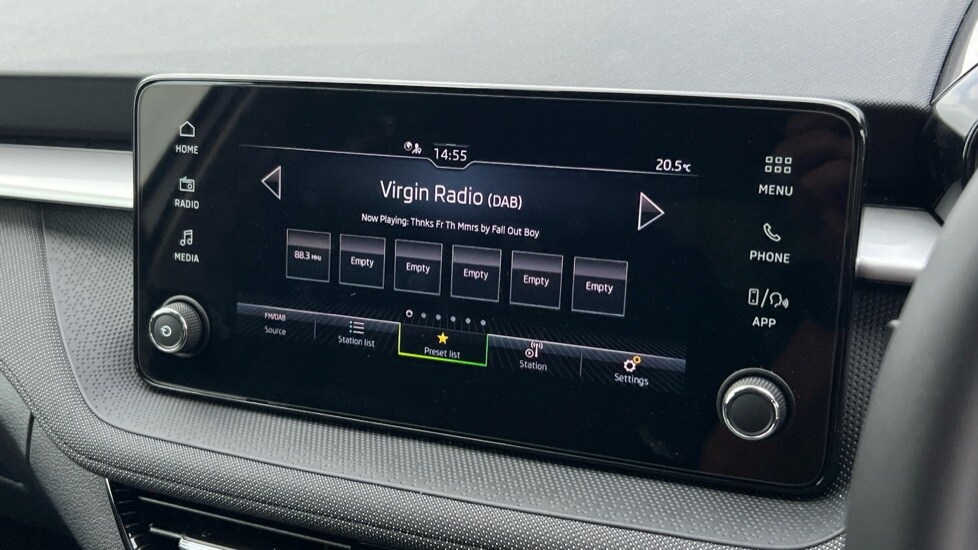 14:55
20.5°C
HOME
RADIO
MEDIA
Virgin Radio (DAB)
Now Playing: Thnks Fr Th Mmrs by Fall Out Boy
88.3 MHz
Empty
Empty
Empty
Empty
Empty
FM/DAB
Source
Station list
Preset list
Station
Settings
MENU
PHONE
APP